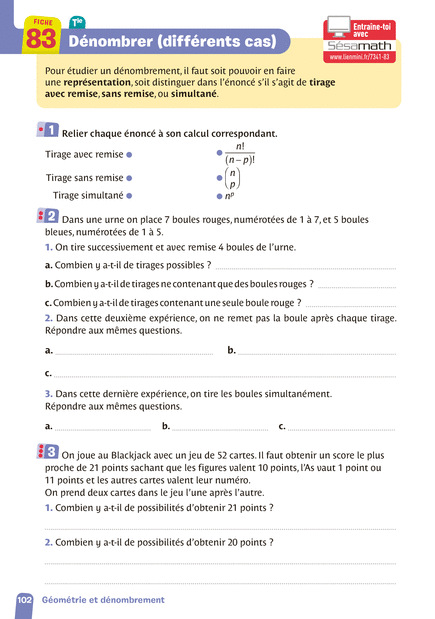 FICHE
83
Tle
Dénombrer (différents cas)
Entraîne-toi
avec
Sésamath
www.lienmini.fr/7341-83
Pour étudier un dénombrement, il faut soit pouvoir en faire
une représentation, soit distinguer dans l'énoncé s'il s'agit de tirage
avec remise, sans remise, ou simultané.
1 Relier chaque énoncé à son calcul correspondant.
Tirage avec remise ● ● n!/(n – p)!
Tirage sans remise ● ● (n p)
Tirage simultané ● ● nᵖ
2 Dans une urne on place 7 boules rouges, numérotées de 1 à 7, et 5 boules
bleues, numérotées de 1 à 5.
1. On tire successivement et avec remise 4 boules de l'urne.
a. Combien y a-t-il de tirages possibles ?
b. Combien y a-t-il de tirages ne contenant que des boules rouges ?
c. Combien y a-t-il de tirages contenant une seule boule rouge ?
2. Dans cette deuxième expérience, on ne remet pas la boule après chaque tirage.
Répondre aux mêmes questions.
a. b.
c.
3. Dans cette dernière expérience, on tire les boules simultanément.
Répondre aux mêmes questions.
a. b. c.
3 On joue au Blackjack avec un jeu de 52 cartes. Il faut obtenir un score le plus
proche de 21 points sachant que les figures valent 10 points, l'As vaut 1 point ou
11 points et les autres cartes valent leur numéro.
On prend deux cartes dans le jeu l'une après l'autre.
1. Combien y a-t-il de possibilités d'obtenir 21 points ?
2. Combien y a-t-il de possibilités d'obtenir 20 points ?
102 Géométrie et dénombrement